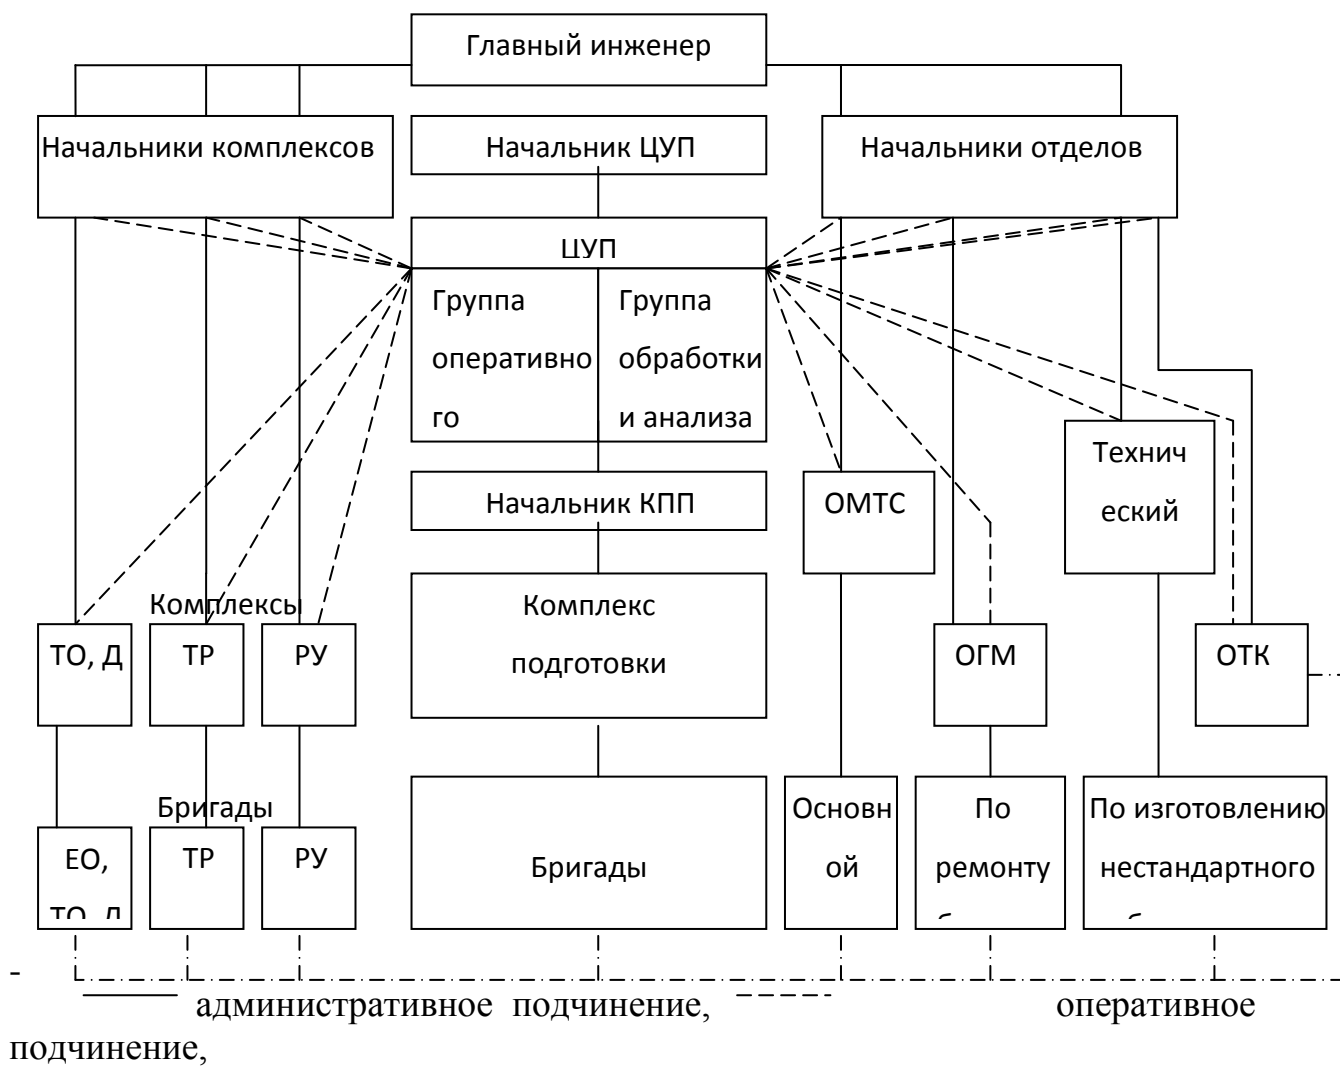 Главный инженер
Начальники комплексов
Начальник ЦУП
Начальники отделов
ЦУП
Группа
оперативно
го
Группа
обработки
и анализа
Технич
еский
Начальник КПП
ОМТС
Комплексы
Комплекс
подготовки
ТО, Д
ТР
РУ
ОГМ
ОТК
Бригады
ЕО,
ТО, Д
ТР
РУ
Бригады
Основн
ой
По
ремонту
По изготовлению
нестандартного
-
административное подчинение,
оперативное
подчинение,